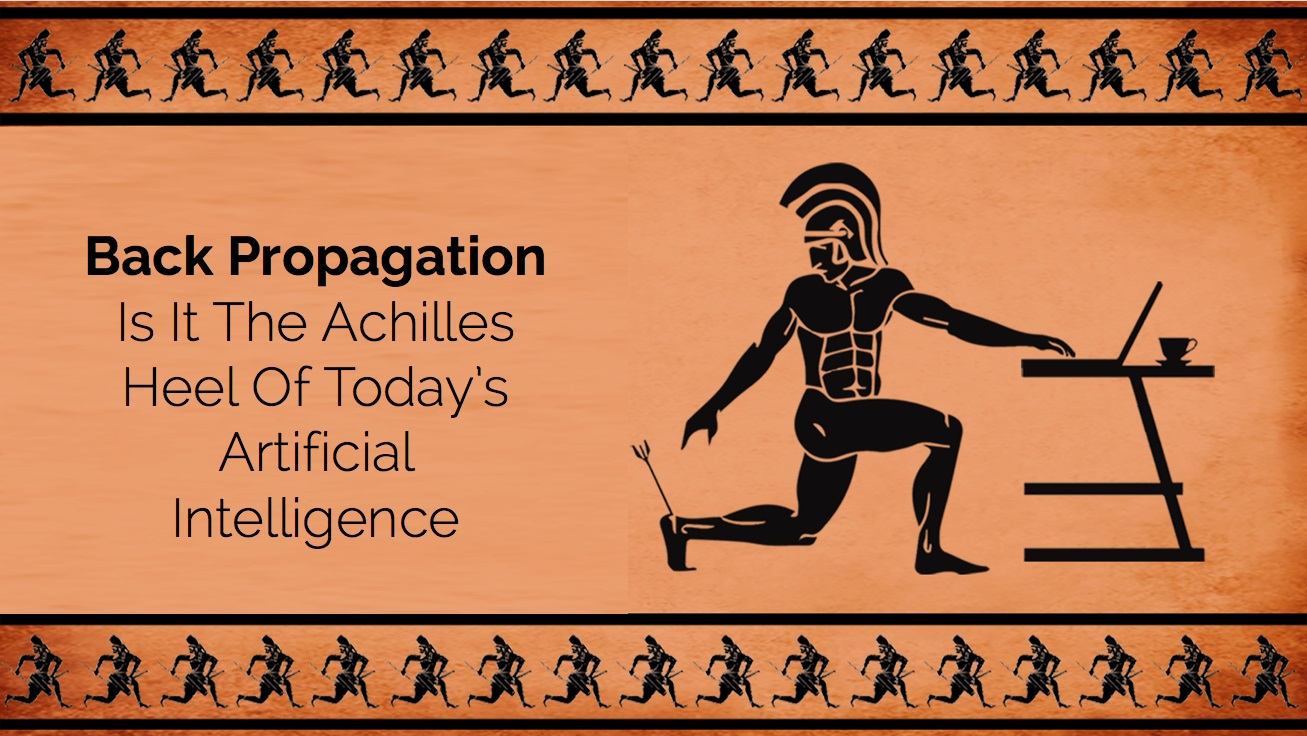 Back Propagation
Is It The Achilles
Heel Of Today’s
Artificial
Intelligence